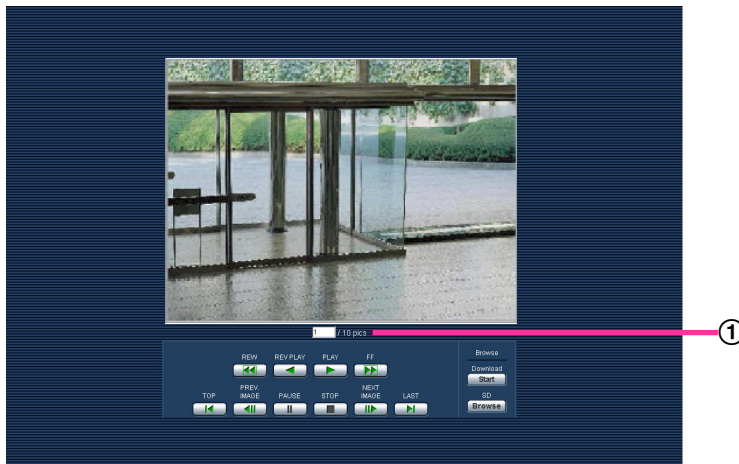 1 / 10 pics
①
REW REV PLAY PLAY FF
PREV. IMAGE
TOP PAUSE STOP
NEXT IMAGE
LAST
Browse
Download
Start
SD
Browse